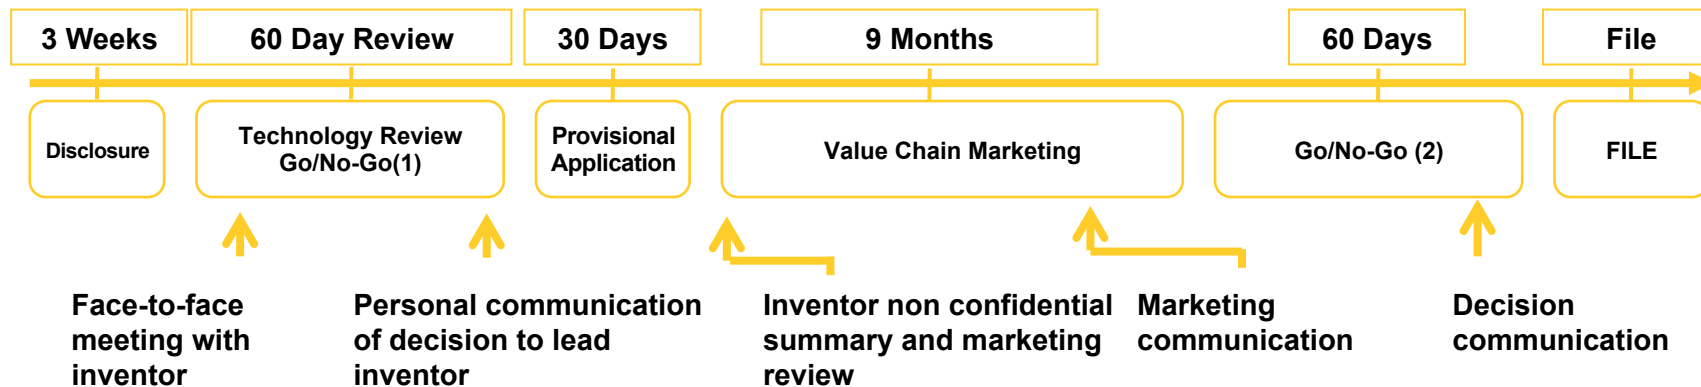 3 Weeks
60 Day Review
30 Days
9 Months
60 Days
File
Disclosure
Technology Review
Go/No-Go(1)
Provisional
Application
Value Chain Marketing
Go/No-Go (2)
FILE
Face-to-face
meeting with
inventor
Personal communication
of decision to lead
inventor
Inventor non confidential
summary and marketing
review
Marketing
communication
Decision
communication